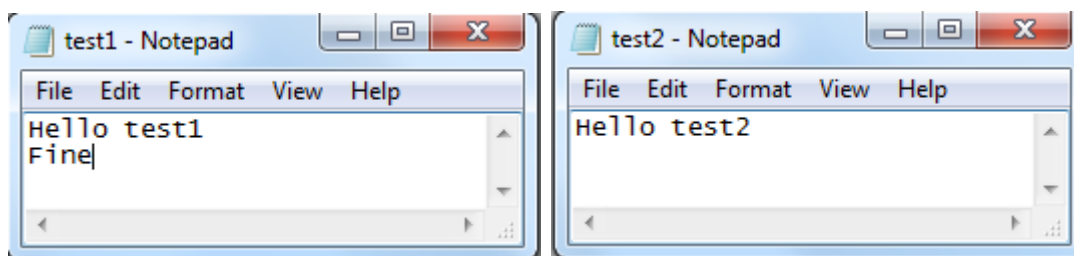 test1 - Notepad
File Edit Format View Help
Hello test1
Fine
test2 - Notepad
File Edit Format View Help
Hello test2